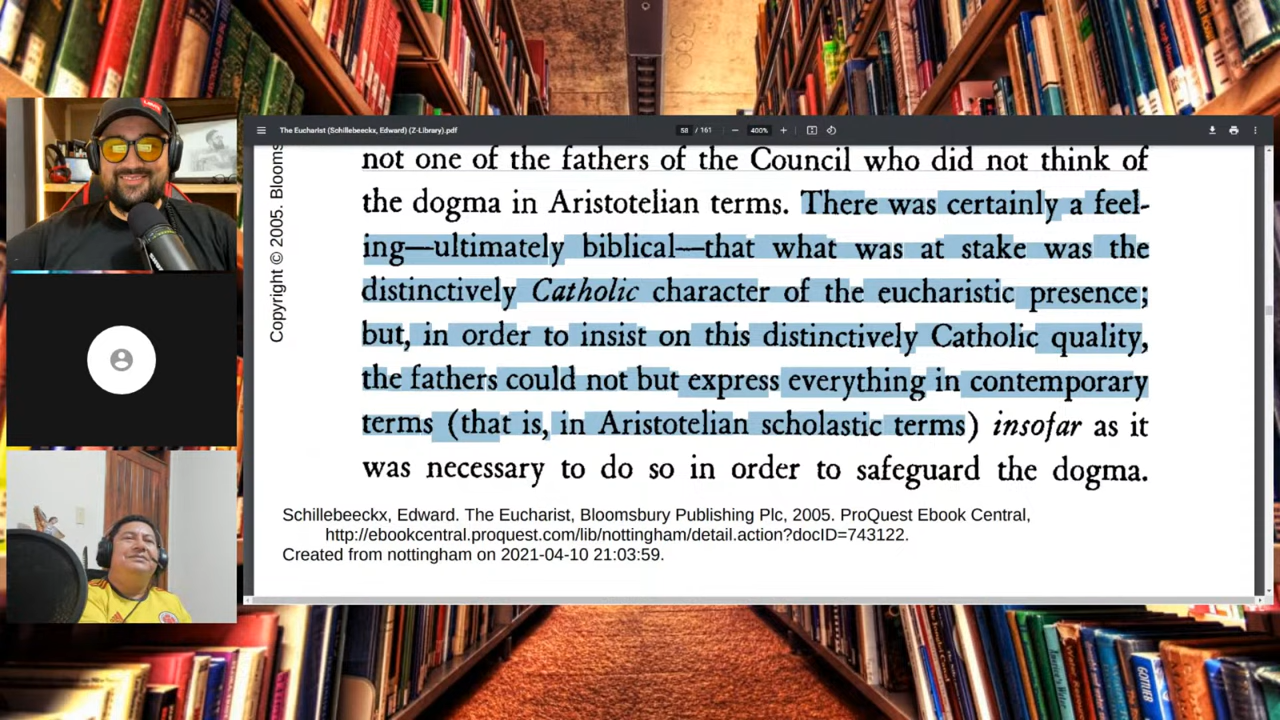 The Eucharist (Schillebeeckx, Edward) (Z-Library).pdf
58 / 161
400%
Copyright © 2005. Blooms
not one of the fathers of the Council who did not think of
the dogma in Aristotelian terms. There was certainly a feel-
ing—ultimately biblical—that what was at stake was the
distinctively Catholic character of the eucharistic presence;
but, in order to insist on this distinctively Catholic quality,
the fathers could not but express everything in contemporary
terms (that is, in Aristotelian scholastic terms) insofar as it
was necessary to do so in order to safeguard the dogma.
Schillebeeckx, Edward. The Eucharist, Bloomsbury Publishing Plc, 2005. ProQuest Ebook Central,
http://ebookcentral.proquest.com/lib/nottingham/detail.action?docID=743122.
Created from nottingham on 2021-04-10 21:03:59.